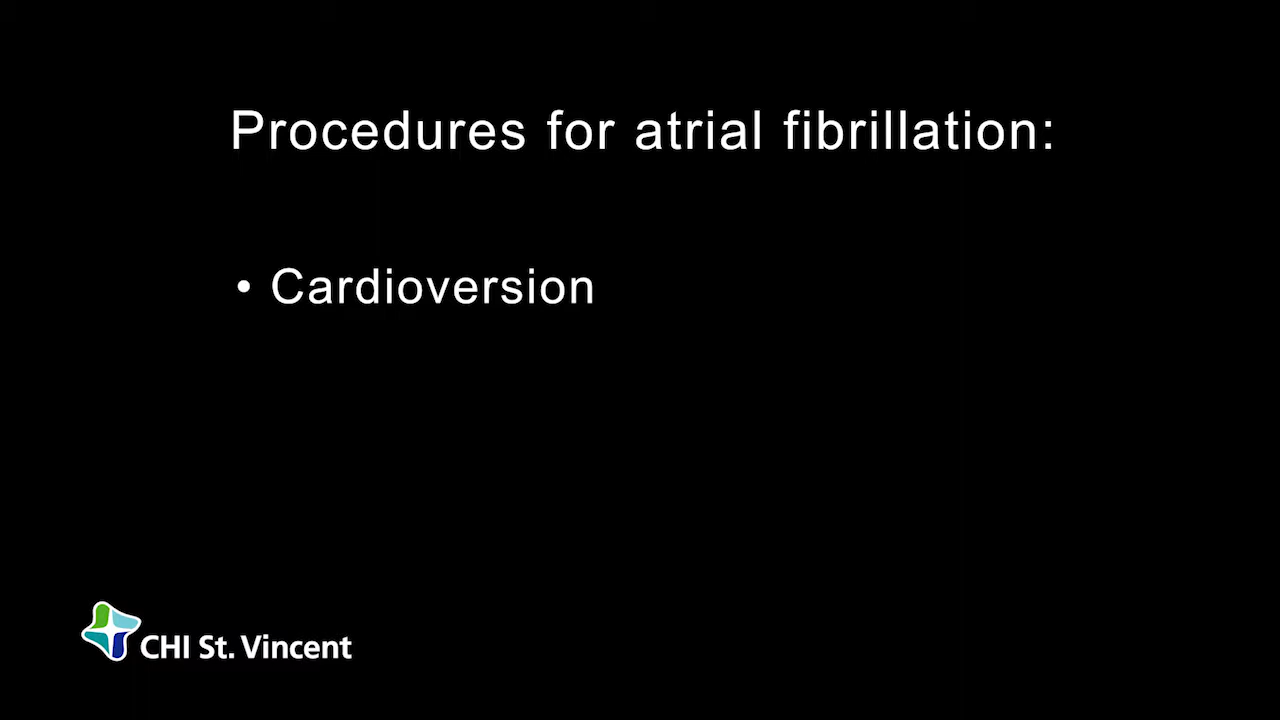 Procedures for atrial fibrillation:
• Cardioversion
CHI St. Vincent